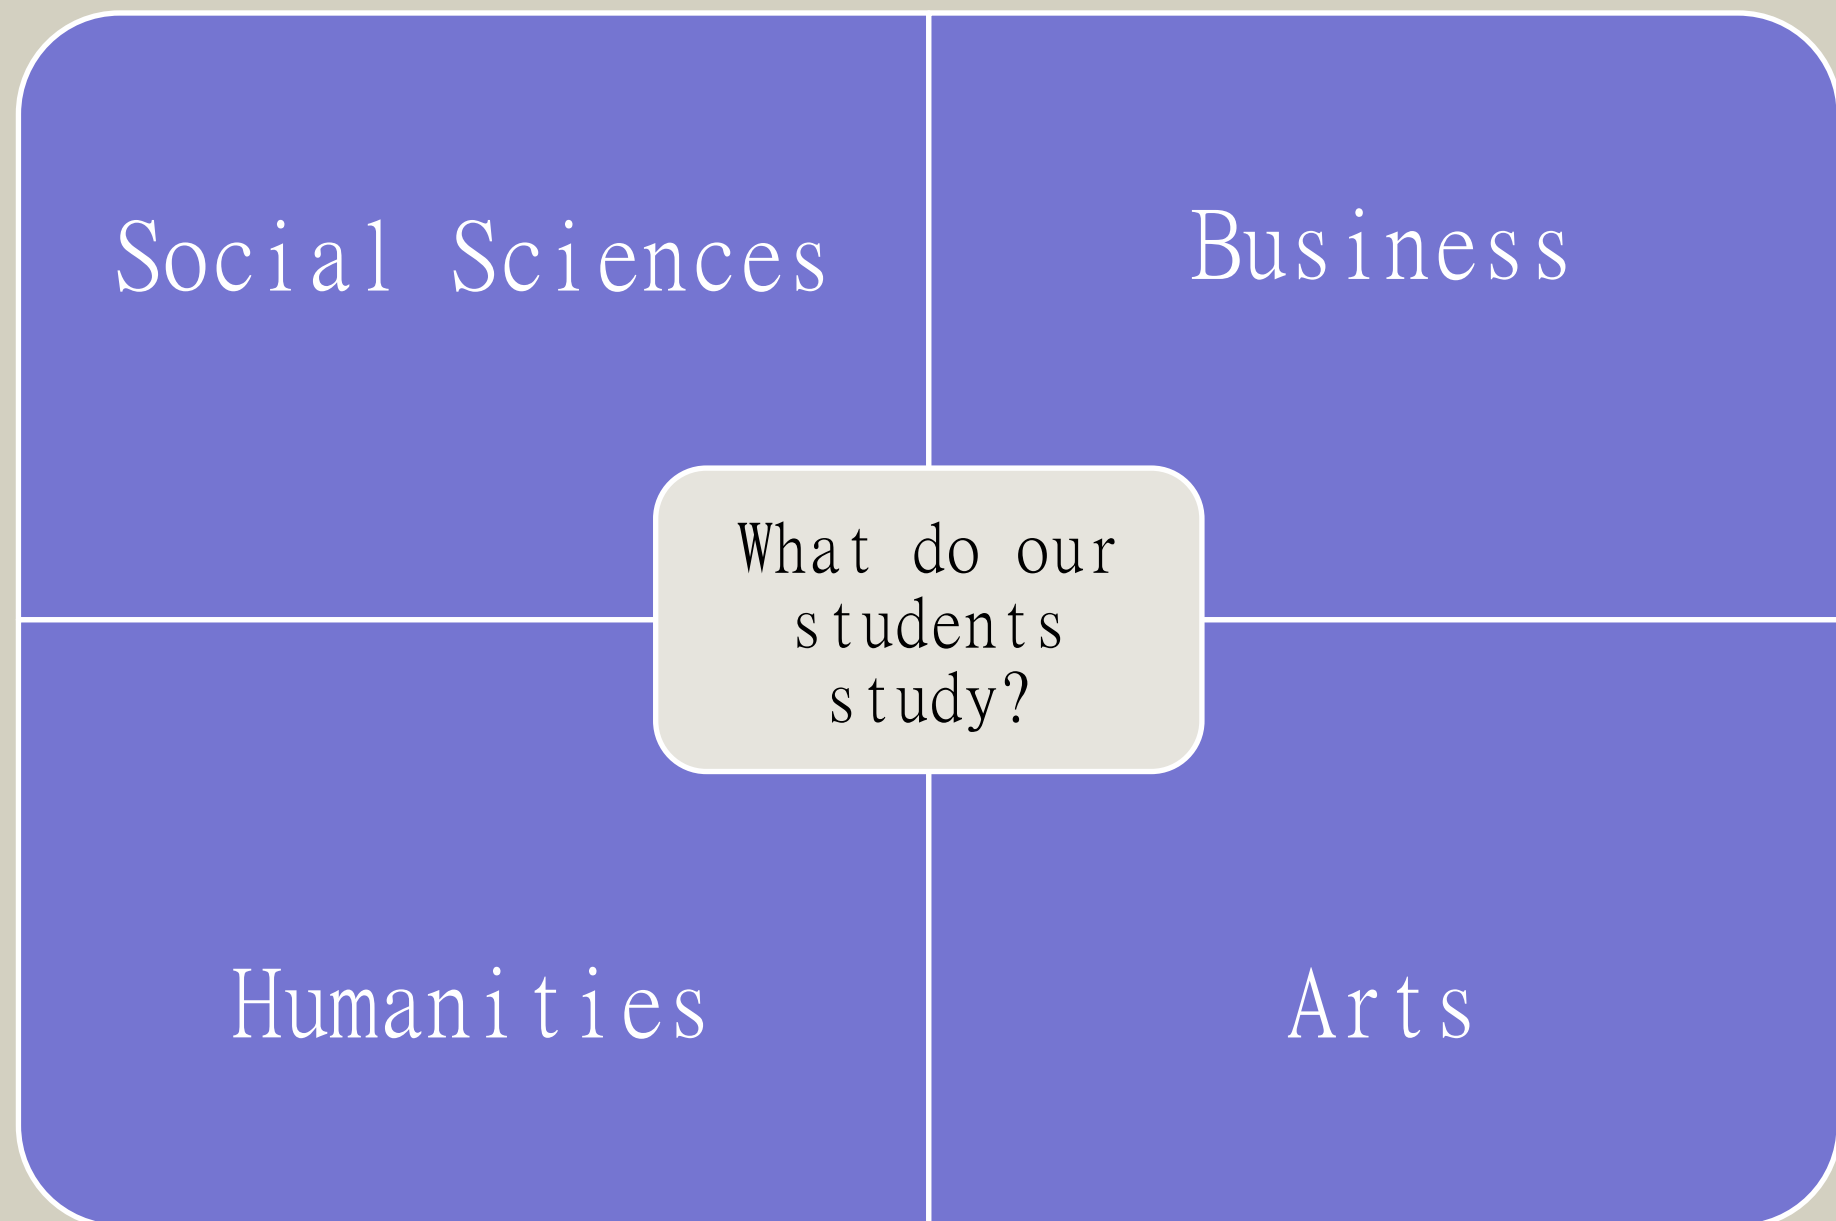 Social Sciences
Business
What do our
students
study?
Humanities
Arts